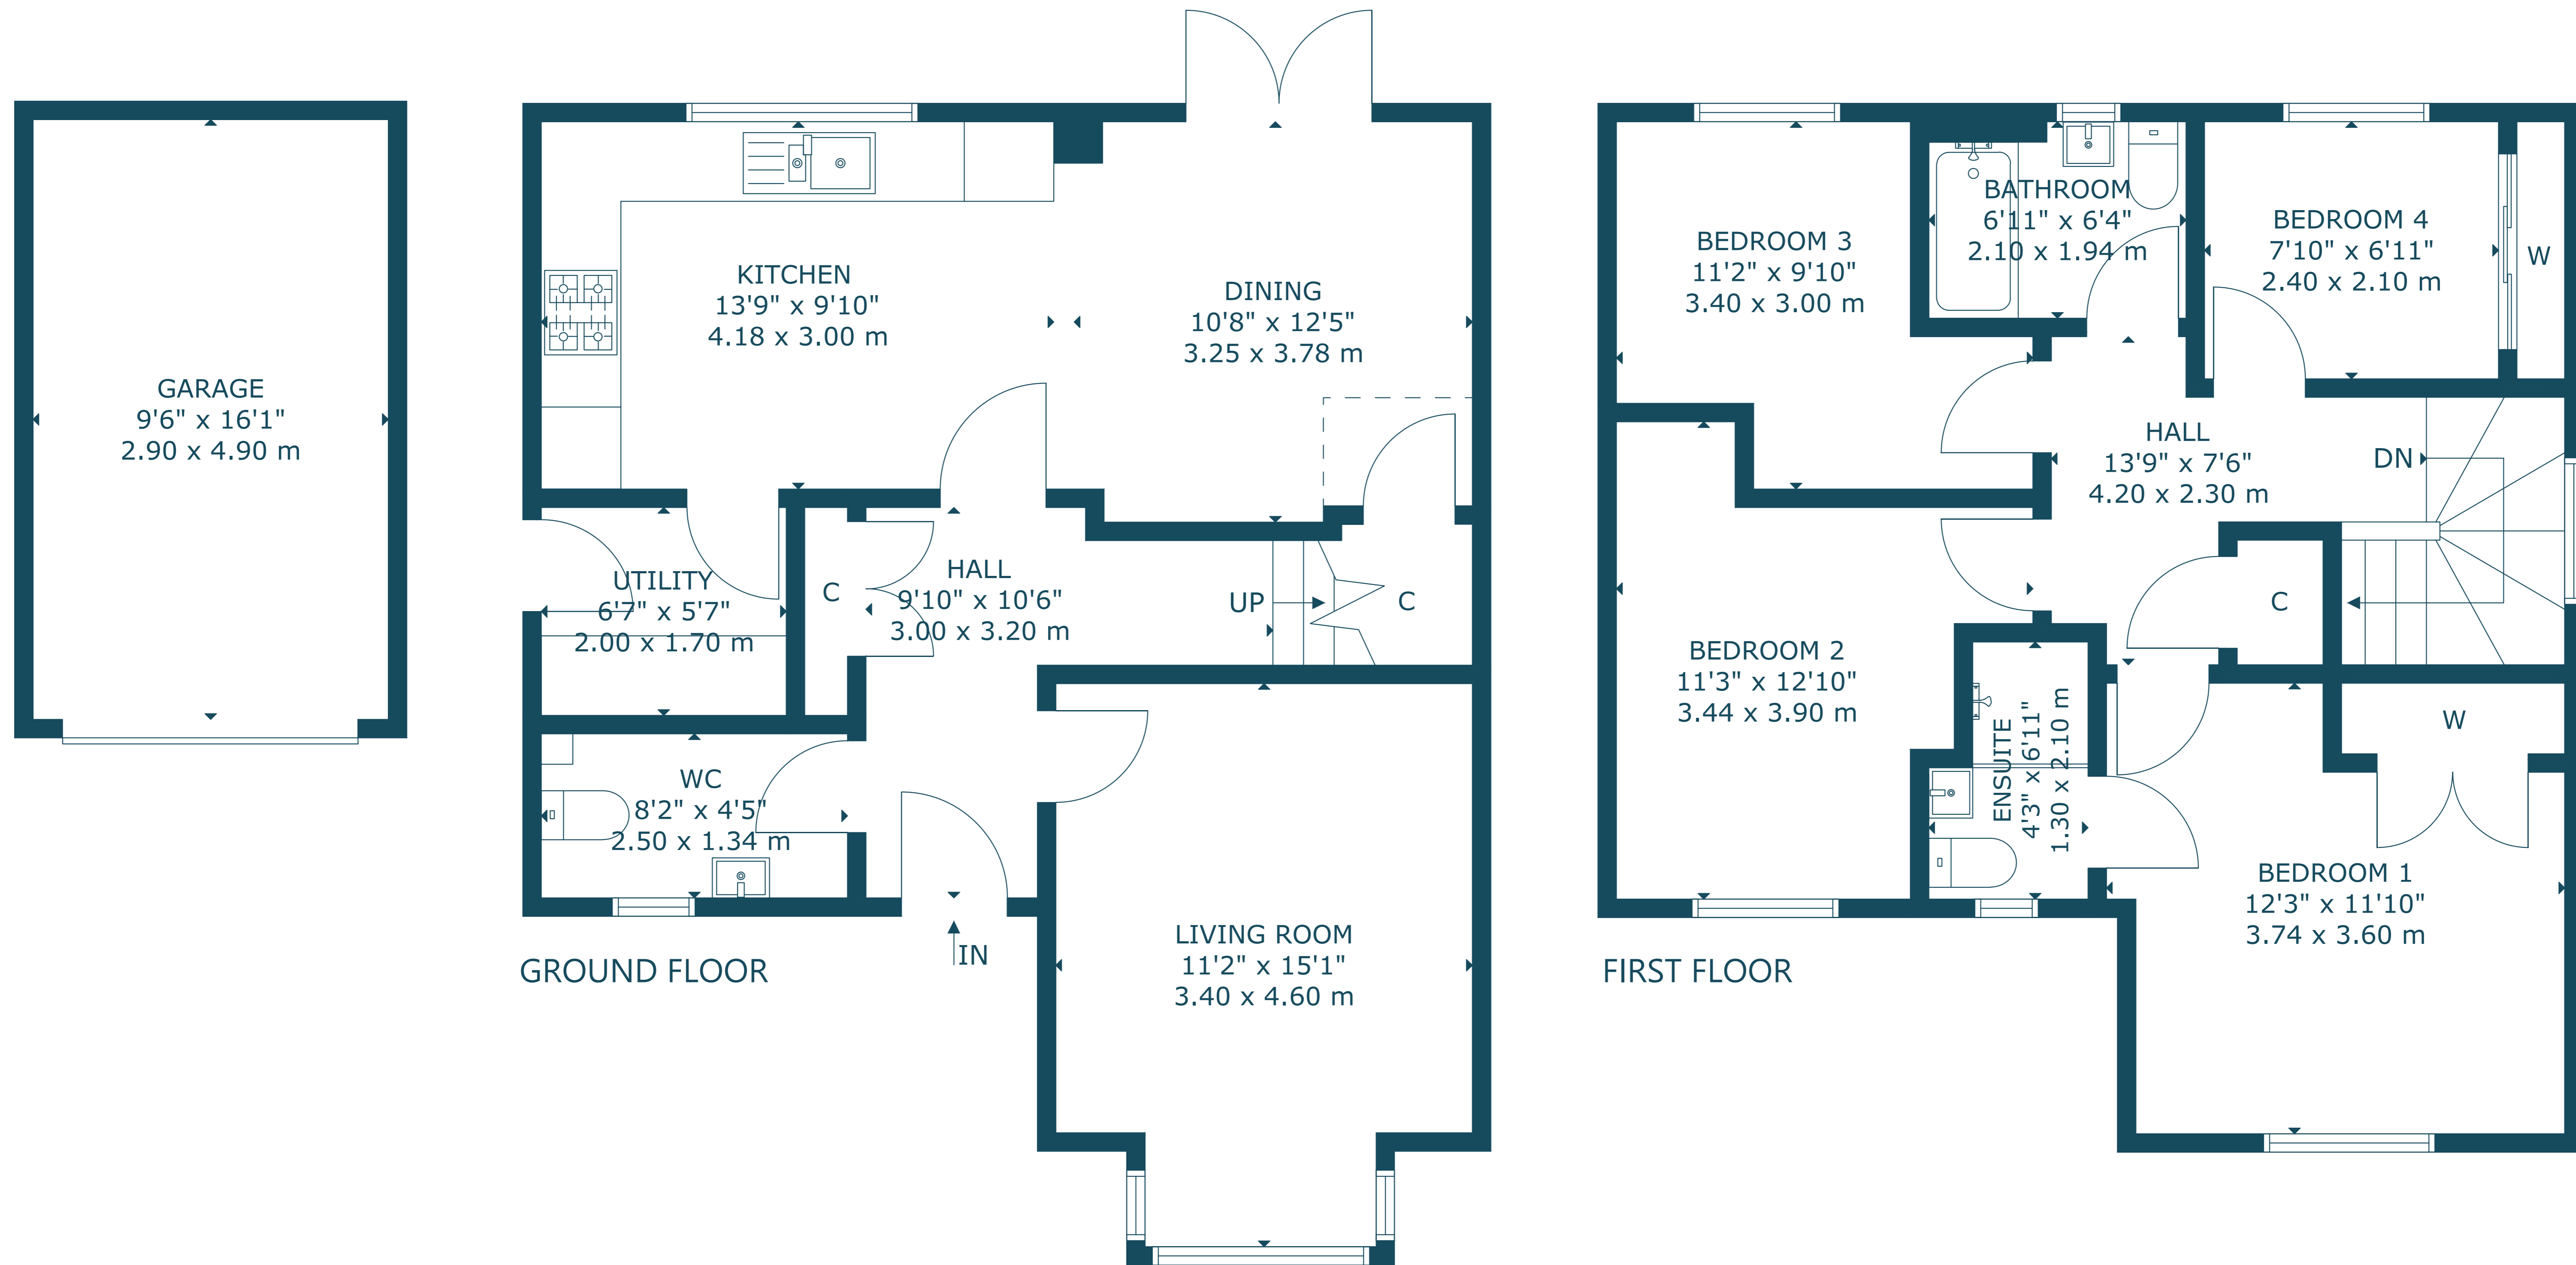 GARAGE
9'6" x 16'1"
2.90 x 4.90 m
KITCHEN
13'9" x 9'10"
4.18 x 3.00 m
DINING
10'8" x 12'5"
3.25 x 3.78 m
UTILITY
6'7" x 5'7"
2.00 x 1.70 m
C
HALL
9'10" x 10'6"
3.00 x 3.20 m
UP
C
WC
8'2" x 4'5"
2.50 x 1.34 m
IN
LIVING ROOM
11'2" x 15'1"
3.40 x 4.60 m
GROUND FLOOR
BEDROOM 3
11'2" x 9'10"
3.40 x 3.00 m
BATHROOM
6'11" x 6'4"
2.10 x 1.94 m
BEDROOM 4
7'10" x 6'11"
2.40 x 2.10 m
W
HALL
13'9" x 7'6"
4.20 x 2.30 m
DN
C
BEDROOM 2
11'3" x 12'10"
3.44 x 3.90 m
ENSUITE
4'3" x 6'11"
1.30 x 2.10 m
W
BEDROOM 1
12'3" x 11'10"
3.74 x 3.60 m
FIRST FLOOR